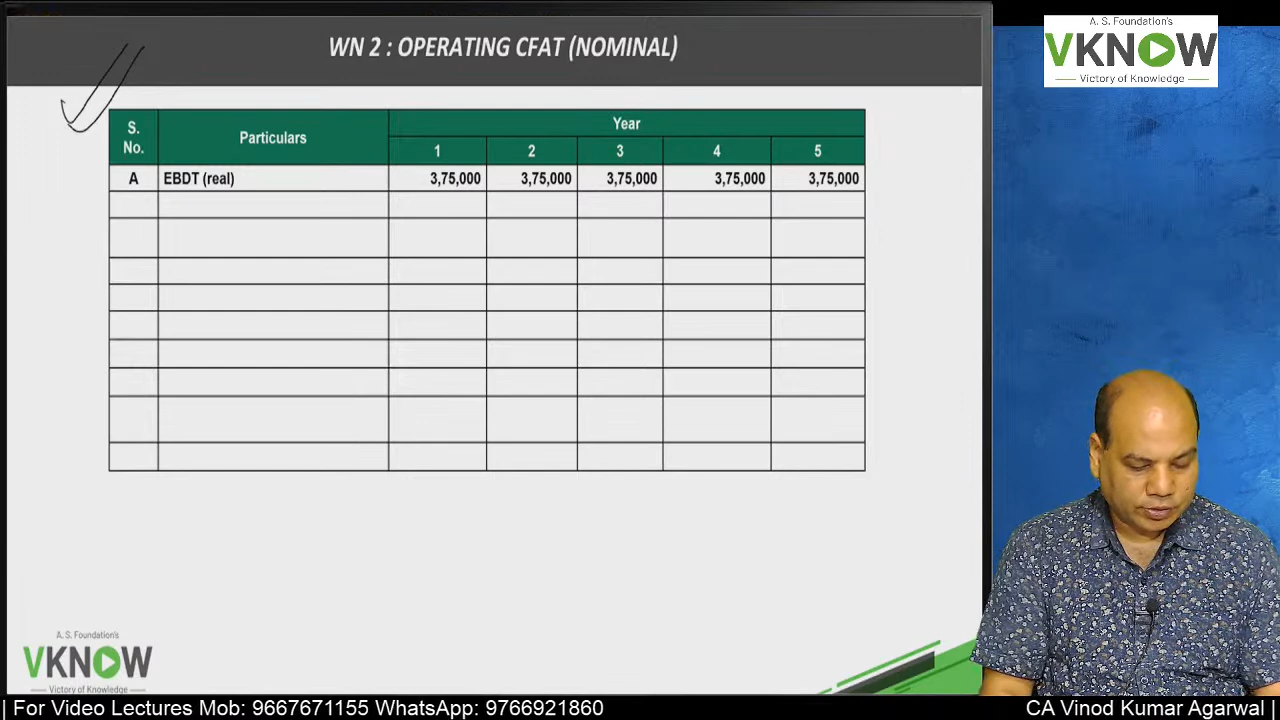 WN 2 : OPERATING CFAT (NOMINAL)
A. S. Foundation's
VKNOW
Victory of Knowledge
S. No. Particulars Year
1 2 3 4 5
A EBDT (real) 3,75,000 3,75,000 3,75,000 3,75,000 3,75,000
A. S. Foundation's
VKNOW
Victory of Knowledge
| For Video Lectures Mob: 9667671155 WhatsApp: 9766921860 CA Vinod Kumar Agarwal |